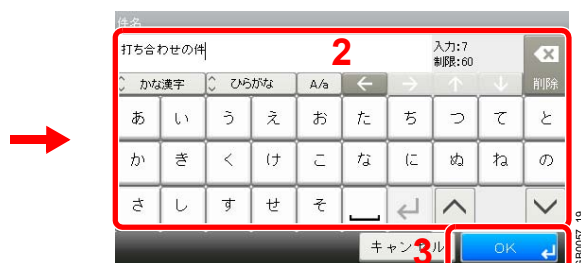 件名
打ち合わせの件 2 入力:7
制限:60
かな漢字 ひらがな A/a ← → ↑ ↓ 削除
あ い う え お た ち つ て と
か き く け こ な に ぬ ね の
さ し す せ そ
キャンセル 3 OK